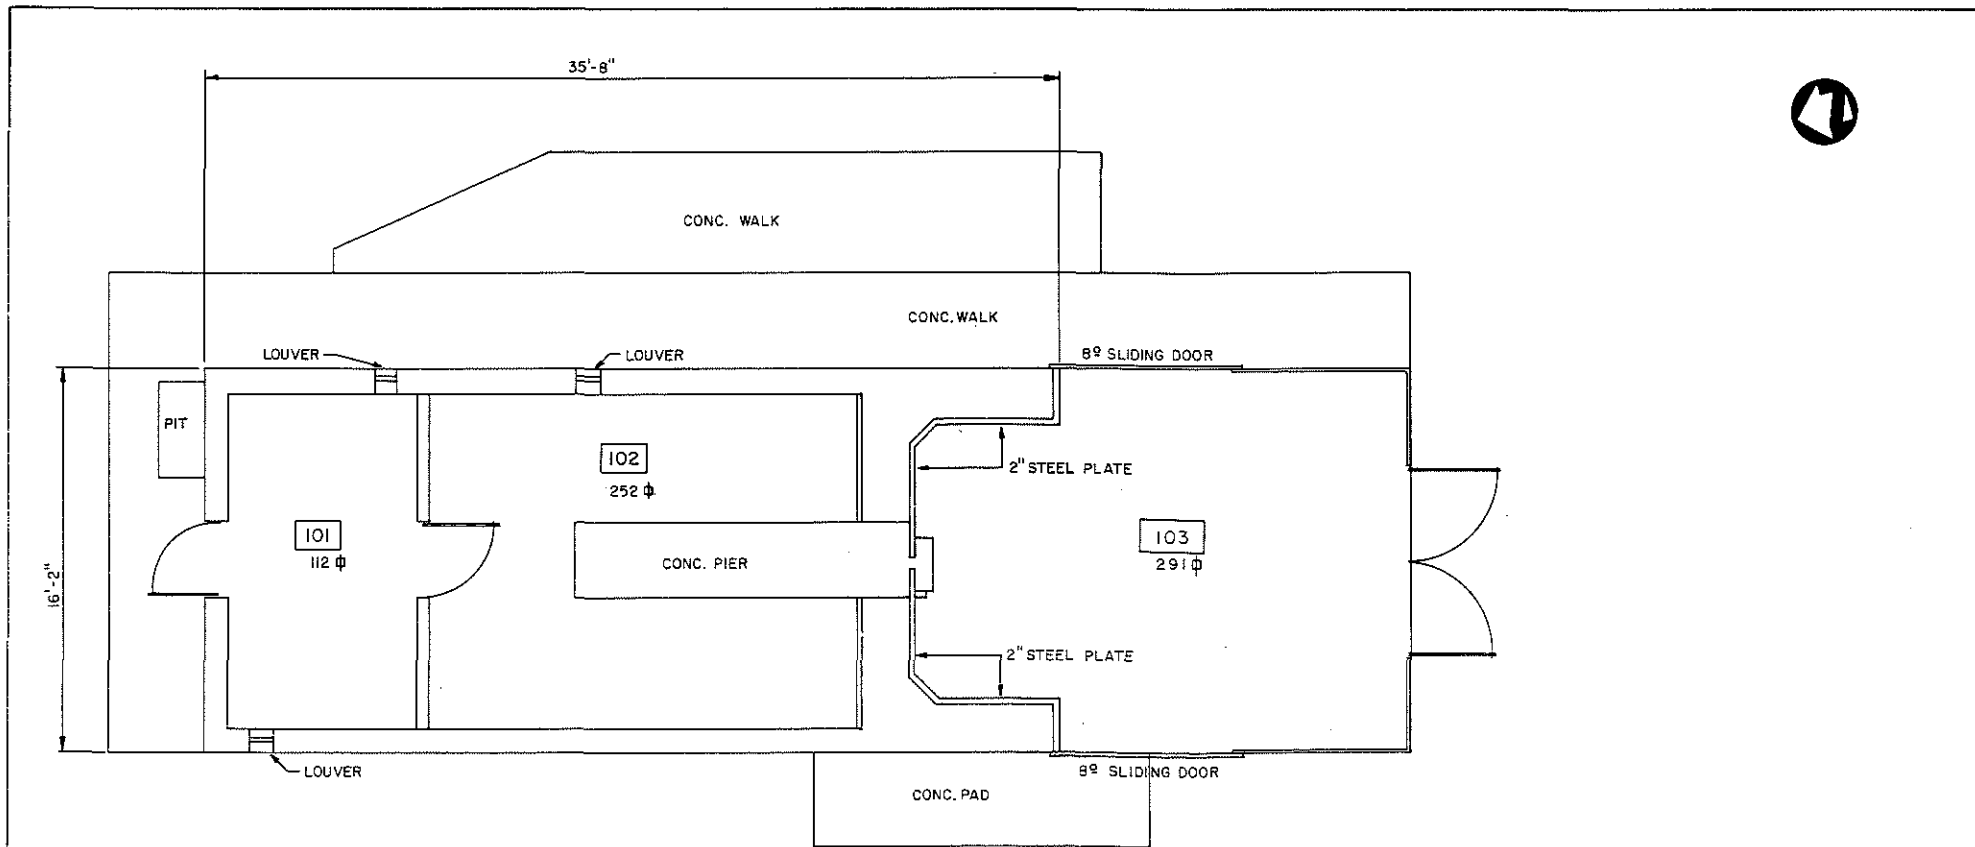 35'-8"
CONC. WALK
CONC. WALK
LOUVER
LOUVER
8º SLIDING DOOR
PIT
102
252 ⌽
2" STEEL PLATE
101
112 ⌽
CONC. PIER
103
291 ⌽
16'-2"
2" STEEL PLATE
LOUVER
8º SLIDING DOOR
CONC. PAD